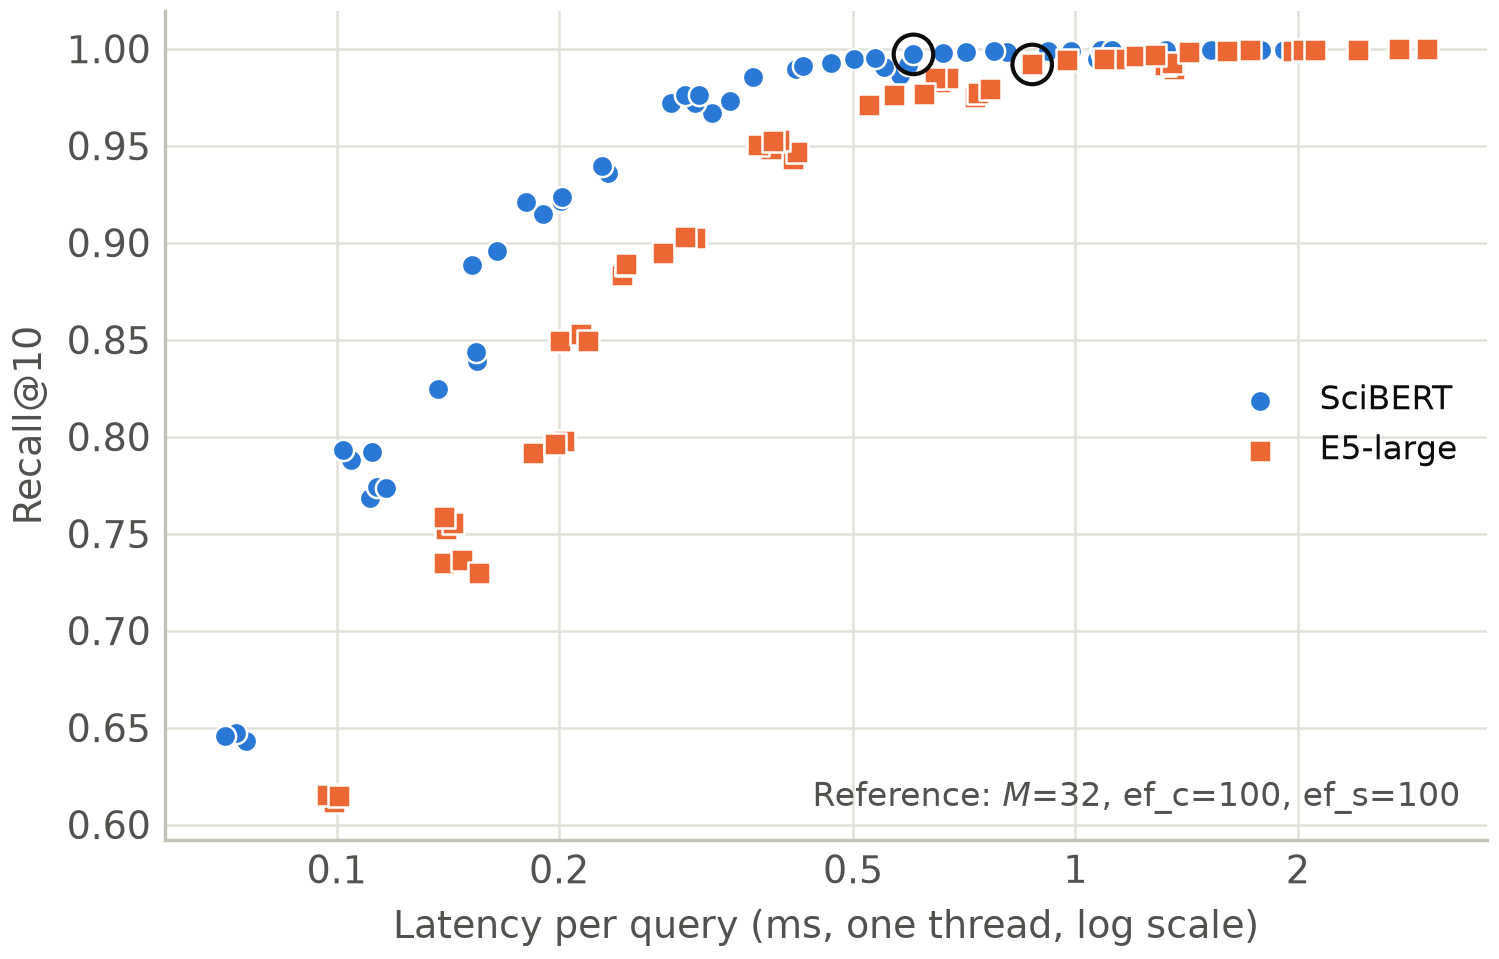 1.00
0.95
0.90
0.85
0.80
0.75
0.70
0.65
0.60
Recall@10
SciBERT
E5-large
Reference: M=32, ef_c=100, ef_s=100
0.1 0.2 0.5 1 2
Latency per query (ms, one thread, log scale)